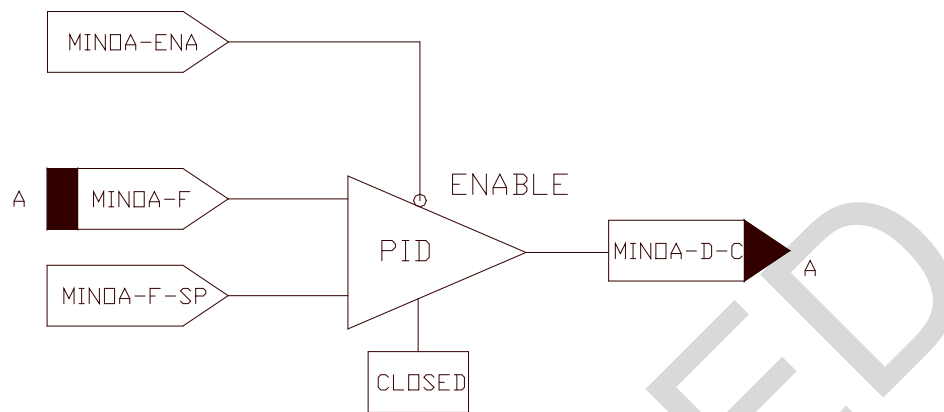 MINOA-ENA
ENABLE
A
MINOA-F
PID
MINOA-D-C
A
MINOA-F-SP
CLOSED